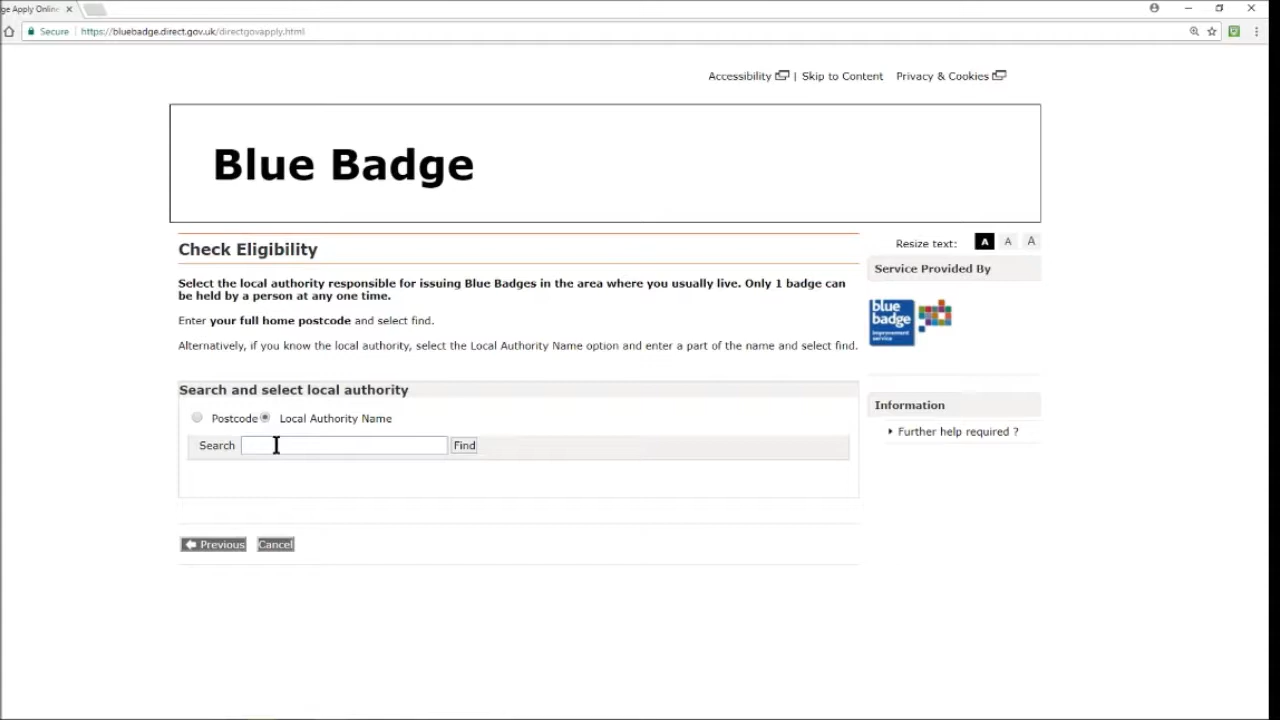 ge Apply Online
Secure https://bluebadge.direct.gov.uk/directgovapply.html
Accessibility | Skip to Content Privacy & Cookies
Blue Badge
Check Eligibility
Resize text: A A A
Select the local authority responsible for issuing Blue Badges in the area where you usually live. Only 1 badge can
be held by a person at any one time.
Service Provided By
blue
badge
improvement
service
Enter your full home postcode and select find.
Alternatively, if you know the local authority, select the Local Authority Name option and enter a part of the name and select find.
Search and select local authority
Postcode Local Authority Name
Search Find
Information
Further help required ?
Previous Cancel